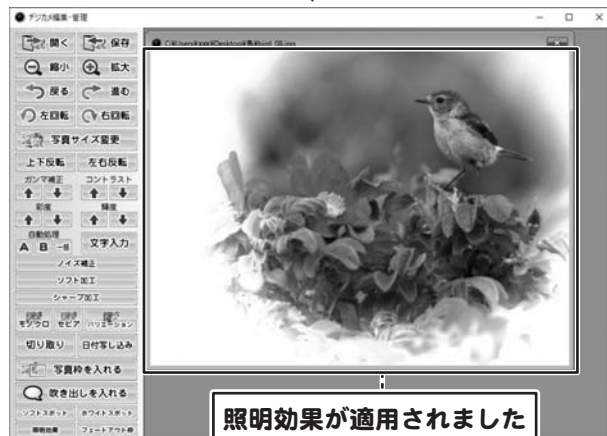 デジカメ編集・管理
開く 保存
縮小 拡大
戻る 進む
左回転 右回転
写真サイズ変更
上下反転 左右反転
ガンマ補正 コントラスト
彩度 輝度
自動処理
A B 一括 文字入力
ノイズ補正
ソフト加工
シャープ加工
モノクロ セピア バリエーション
切り取り 日付写し込み
写真枠を入れる
吹き出しを入れる
ソフトスポット ホワイトスポット
照明効果 フェードアウト枠
照明効果が適用されました